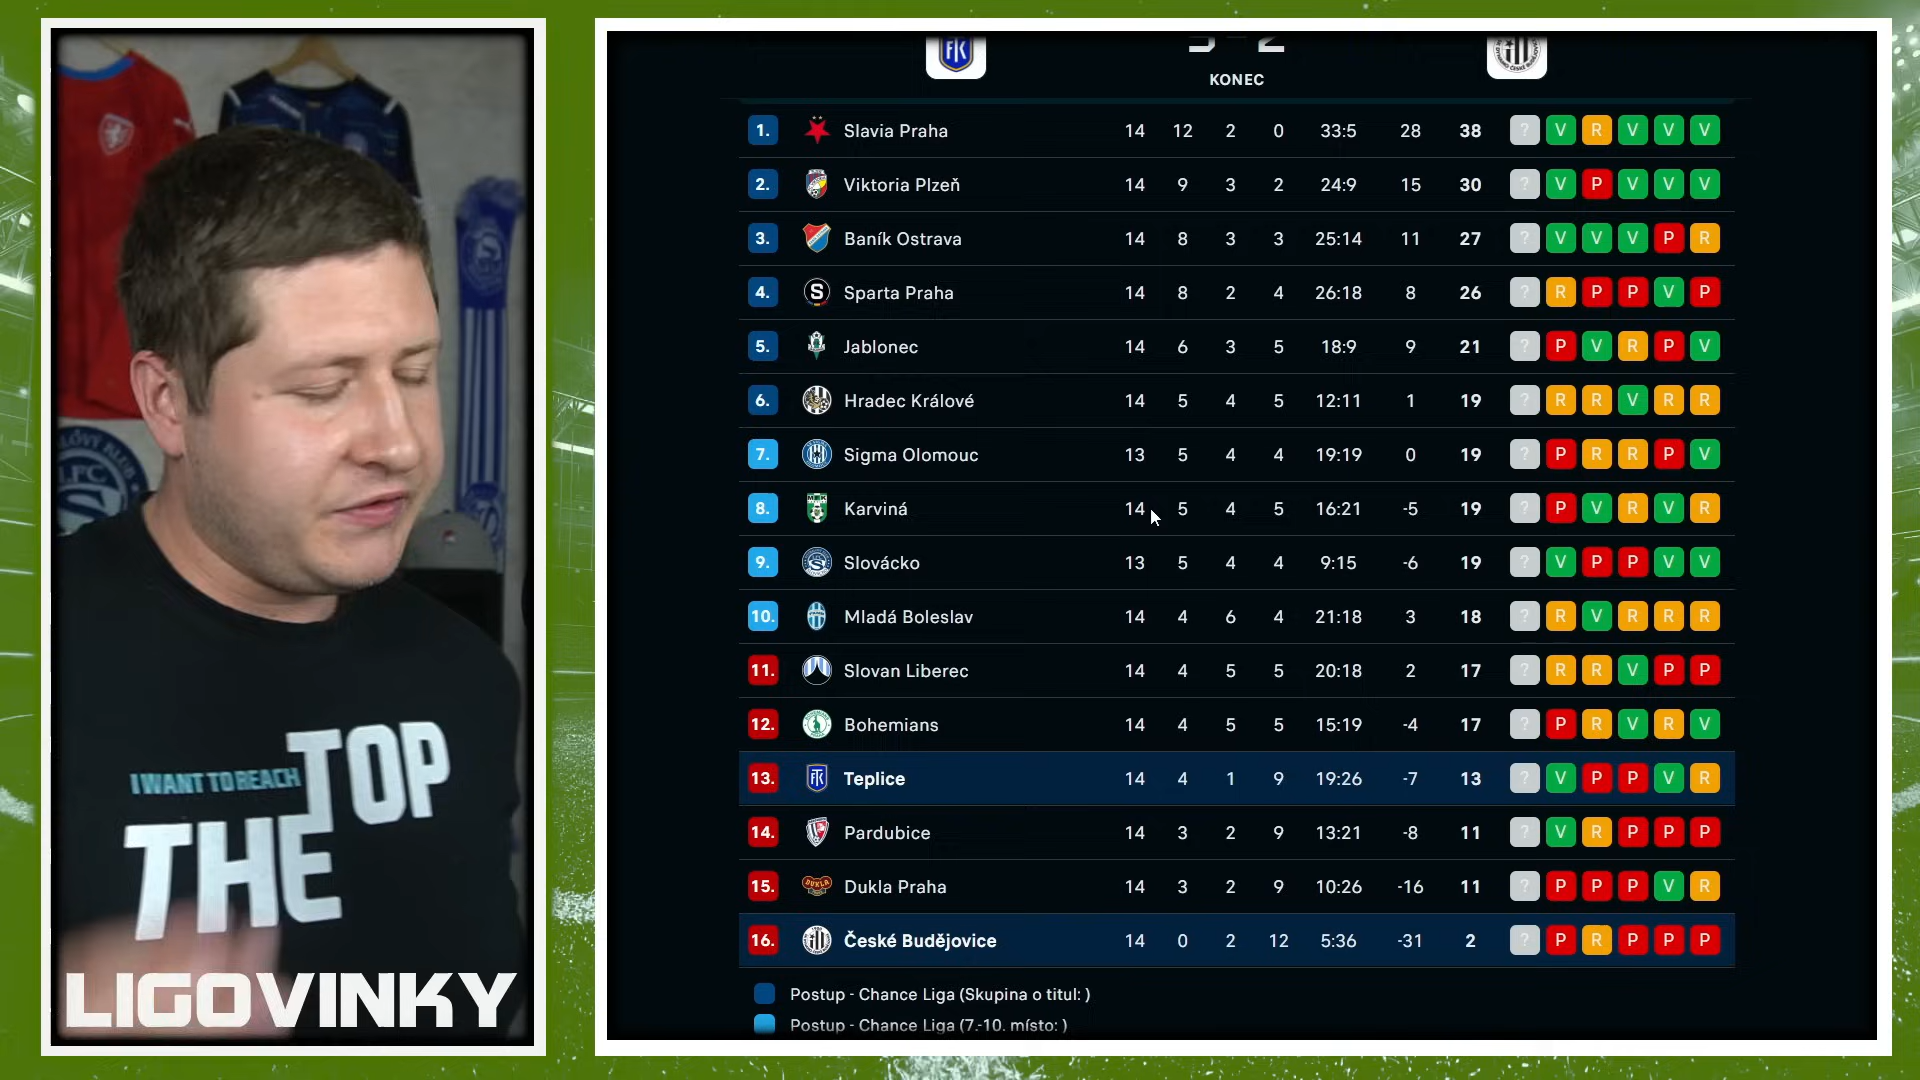 KONEC
1. Slavia Praha 14 12 2 0 33:5 28 38 ? V R V V V
2. Viktoria Plzeň 14 9 3 2 24:9 15 30 ? V P V V V
3. Baník Ostrava 14 8 3 3 25:14 11 27 ? V V V P R
4. Sparta Praha 14 8 2 4 26:18 8 26 ? R P P V P
5. Jablonec 14 6 3 5 18:9 9 21 ? P V R P V
6. Hradec Králové 14 5 4 5 12:11 1 19 ? R R V R R
7. Sigma Olomouc 13 5 4 4 19:19 0 19 ? P R R P V
8. Karviná 14 5 4 5 16:21 -5 19 ? P V R V R
9. Slovácko 13 5 4 4 9:15 -6 19 ? V P P V V
10. Mladá Boleslav 14 4 6 4 21:18 3 18 ? R V R R R
11. Slovan Liberec 14 4 5 5 20:18 2 17 ? R R V P P
12. Bohemians 14 4 5 5 15:19 -4 17 ? P R V R V
13. Teplice 14 4 1 9 19:26 -7 13 ? V P P V R
14. Pardubice 14 3 2 9 13:21 -8 11 ? V R P P P
15. Dukla Praha 14 3 2 9 10:26 -16 11 ? P P P V R
16. České Budějovice 14 0 2 12 5:36 -31 2 ? P R P P P
Postup - Chance Liga (Skupina o titul: )
Postup - Chance Liga (7.-10. místo: )
I WANT TO REACH TOP
THE
LIGOVINKY